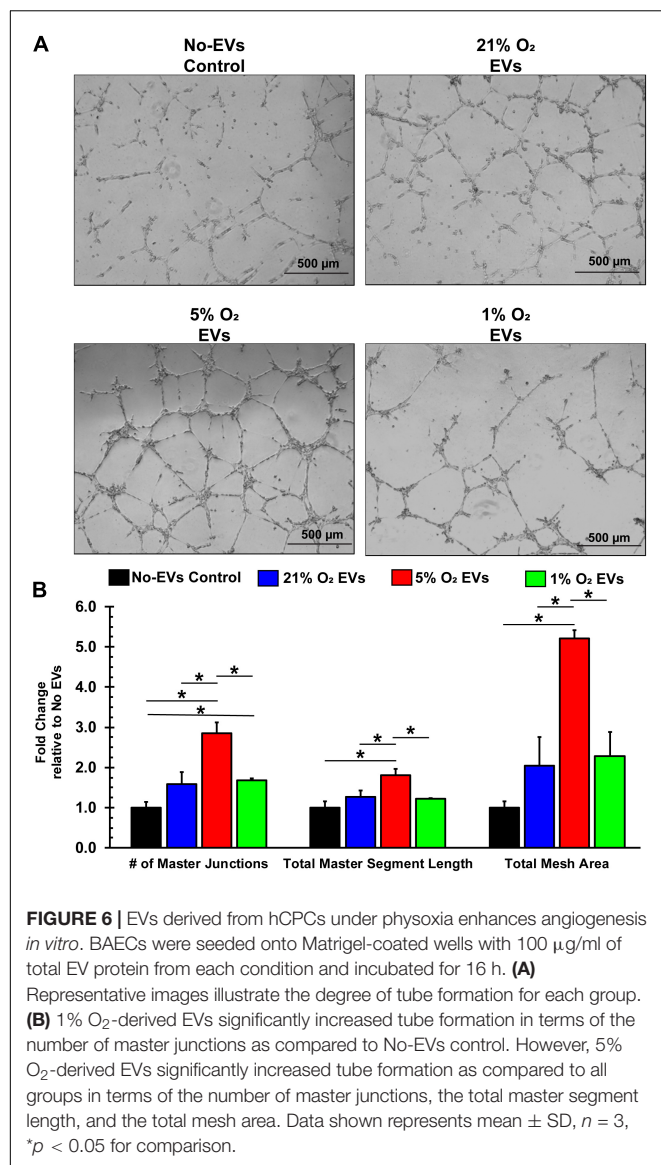 A
No-EVs
Control
21% O₂
EVs
500 µm
500 µm
5% O₂
EVs
1% O₂
EVs
500 µm
500 µm
No-EVs Control
21% O₂ EVs
5% O₂ EVs
1% O₂ EVs
B
Fold Change
relative to No EVs
6.0
5.0
4.0
3.0
2.0
1.0
0.0
*
*
*
*
*
*
*
*
*
*
# of Master Junctions
Total Master Segment Length
Total Mesh Area
FIGURE 6 | EVs derived from hCPCs under physoxia enhances angiogenesis
in vitro. BAECs were seeded onto Matrigel-coated wells with 100 μg/ml of
total EV protein from each condition and incubated for 16 h. (A)
Representative images illustrate the degree of tube formation for each group.
(B) 1% O₂-derived EVs significantly increased tube formation in terms of the
number of master junctions as compared to No-EVs control. However, 5%
O₂-derived EVs significantly increased tube formation as compared to all
groups in terms of the number of master junctions, the total master segment
length, and the total mesh area. Data shown represents mean ± SD, n = 3,
*p < 0.05 for comparison.